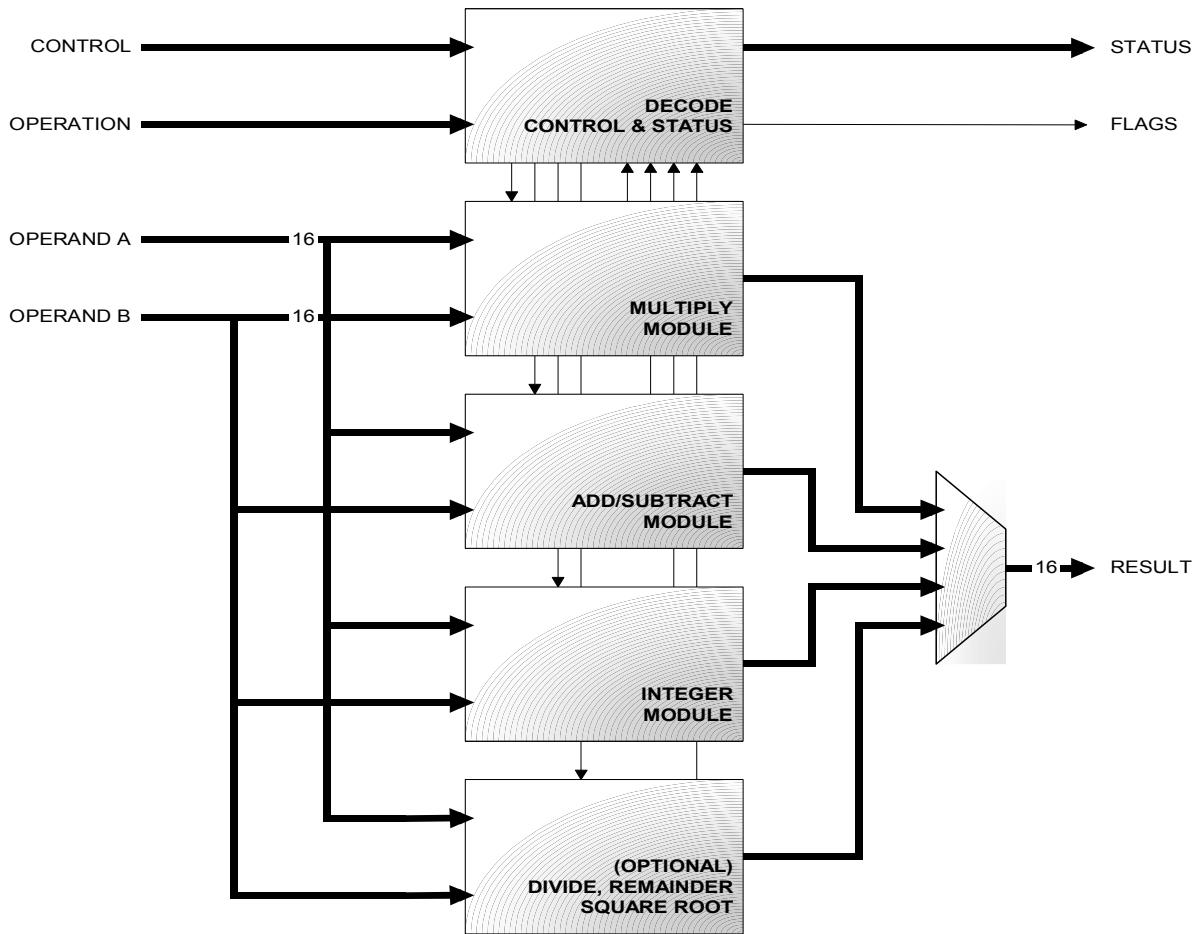 CONTROL
STATUS
OPERATION
DECODE
CONTROL & STATUS
FLAGS
OPERAND A
16
OPERAND B
16
MULTIPLY
MODULE
ADD/SUBTRACT
MODULE
16
RESULT
INTEGER
MODULE
(OPTIONAL)
DIVIDE, REMAINDER
SQUARE ROOT